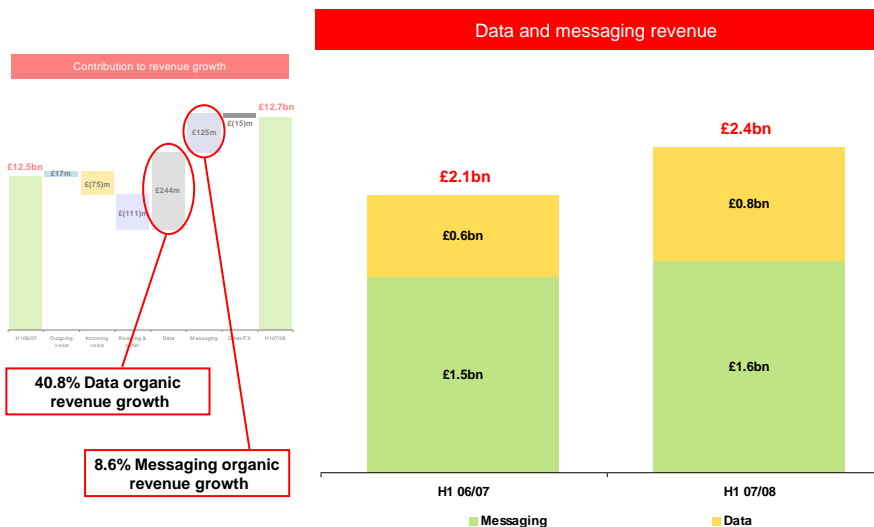 Data and messaging revenue
Contribution to revenue growth
£12.5bn
£17m
£(75)m
£(111)m
£244m
£125m
£(15)m
£12.7bn
H1 06/07
Outgoing
voice
Incoming
voice
Roaming &
other
Data
Messaging
Other/FX
H1 07/08
40.8% Data organic
revenue growth
8.6% Messaging organic
revenue growth
£2.1bn
£0.6bn
£1.5bn
£2.4bn
£0.8bn
£1.6bn
H1 06/07
H1 07/08
Messaging
Data